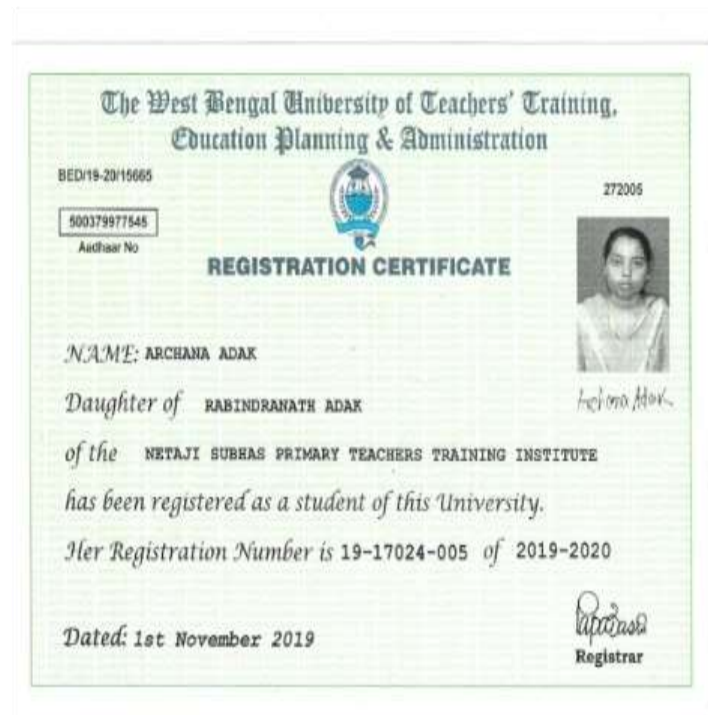 The West Bengal University of Teachers' Training,
Education Planning & Administration
BED/19-20/15665
272005
500379977545
Aadhaar No
REGISTRATION CERTIFICATE
NAME: ARCHANA ADAK
Daughter of RABINDRANATH ADAK
Archana Adak
of the NETAJI SUBHAS PRIMARY TEACHERS TRAINING INSTITUTE
has been registered as a student of this University.
Her Registration Number is 19-17024-005 of 2019-2020
Dated: 1st November 2019
Registrar